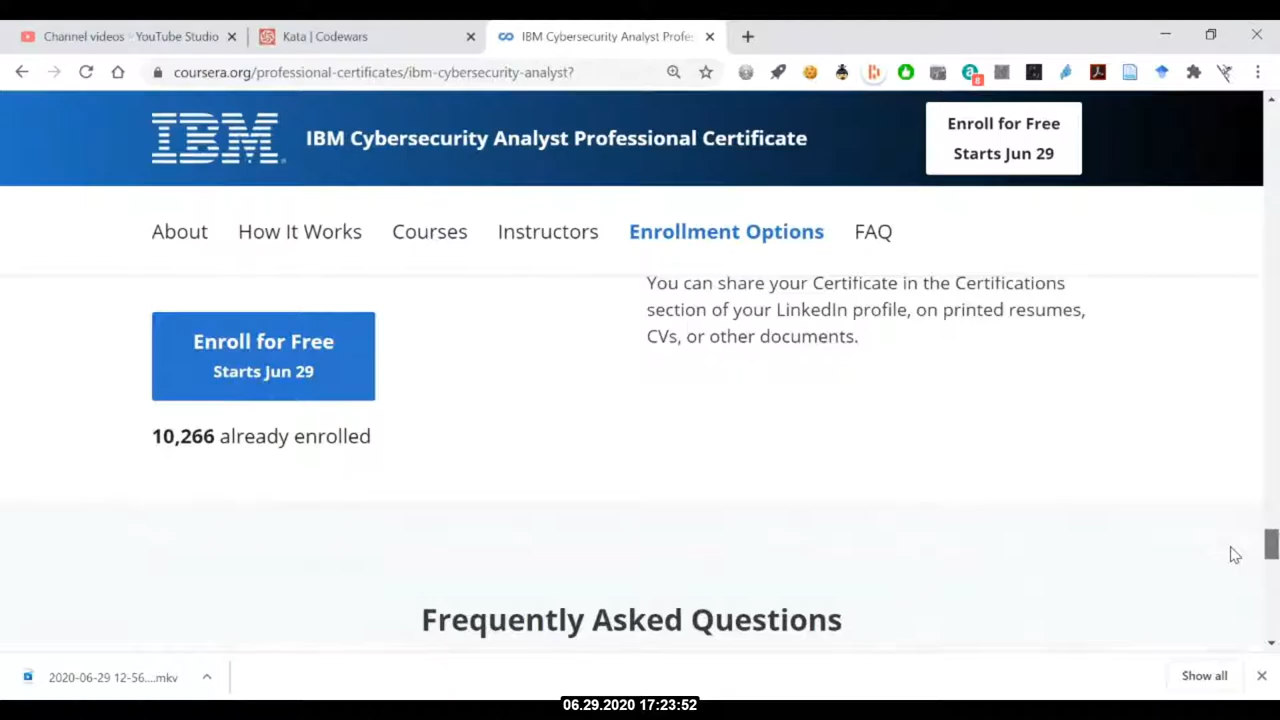 Channel videos - YouTube Studio
Kata | Codewars
IBM Cybersecurity Analyst Profes
coursera.org/professional-certificates/ibm-cybersecurity-analyst?
8
IBM
IBM Cybersecurity Analyst Professional Certificate
Enroll for Free
Starts Jun 29
About
How It Works
Courses
Instructors
Enrollment Options
FAQ
You can share your Certificate in the Certifications
section of your LinkedIn profile, on printed resumes,
CVs, or other documents.
Enroll for Free
Starts Jun 29
10,266 already enrolled
Frequently Asked Questions
2020-06-29 12-56....mkv
Show all
06.29.2020 17:23:52